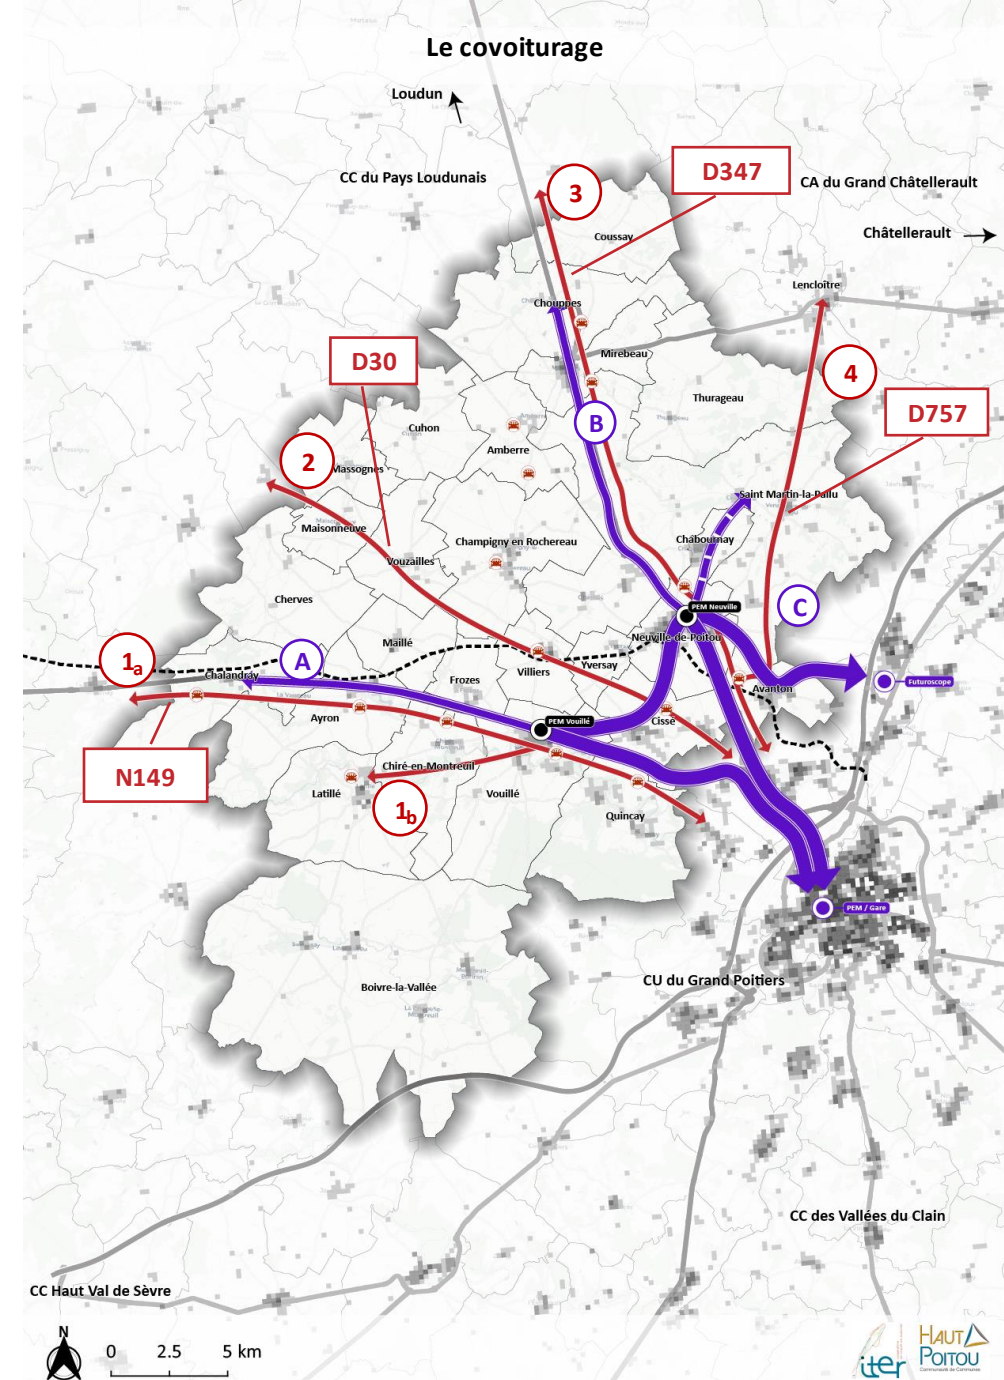 Le covoiturage
Loudun
CC du Pays Loudunais
3
D347
CA du Grand Châtellerault
Châtellerault
Coussay
Lencloître
Chouppes
D30
Mirebeau
4
Thurageau
D757
B
Cuhon
Amberre
2
Massognes
Saint Martin-la-Pallu
Maisonneuve
Champigny en Rochereau
Chabournay
Vouzailles
Cherves
PEM Neuville
C
Neuville-de-Poitou
Maillé
1a
A
Villiers
Yversay
Chalandray
Frozes
Avanton
Futuroscope
Ayron
PEM Vouillé
Cissé
N149
Chiré-en-Montreuil
Latillé
Vouillé
1b
Quincay
PEM / Gare
CU du Grand Poitiers
Boivre-la-Vallée
CC des Vallées du Clain
CC Haut Val de Sèvre
N
0 2.5 5 km
iter
HAUT
POITOU
Communauté de Communes